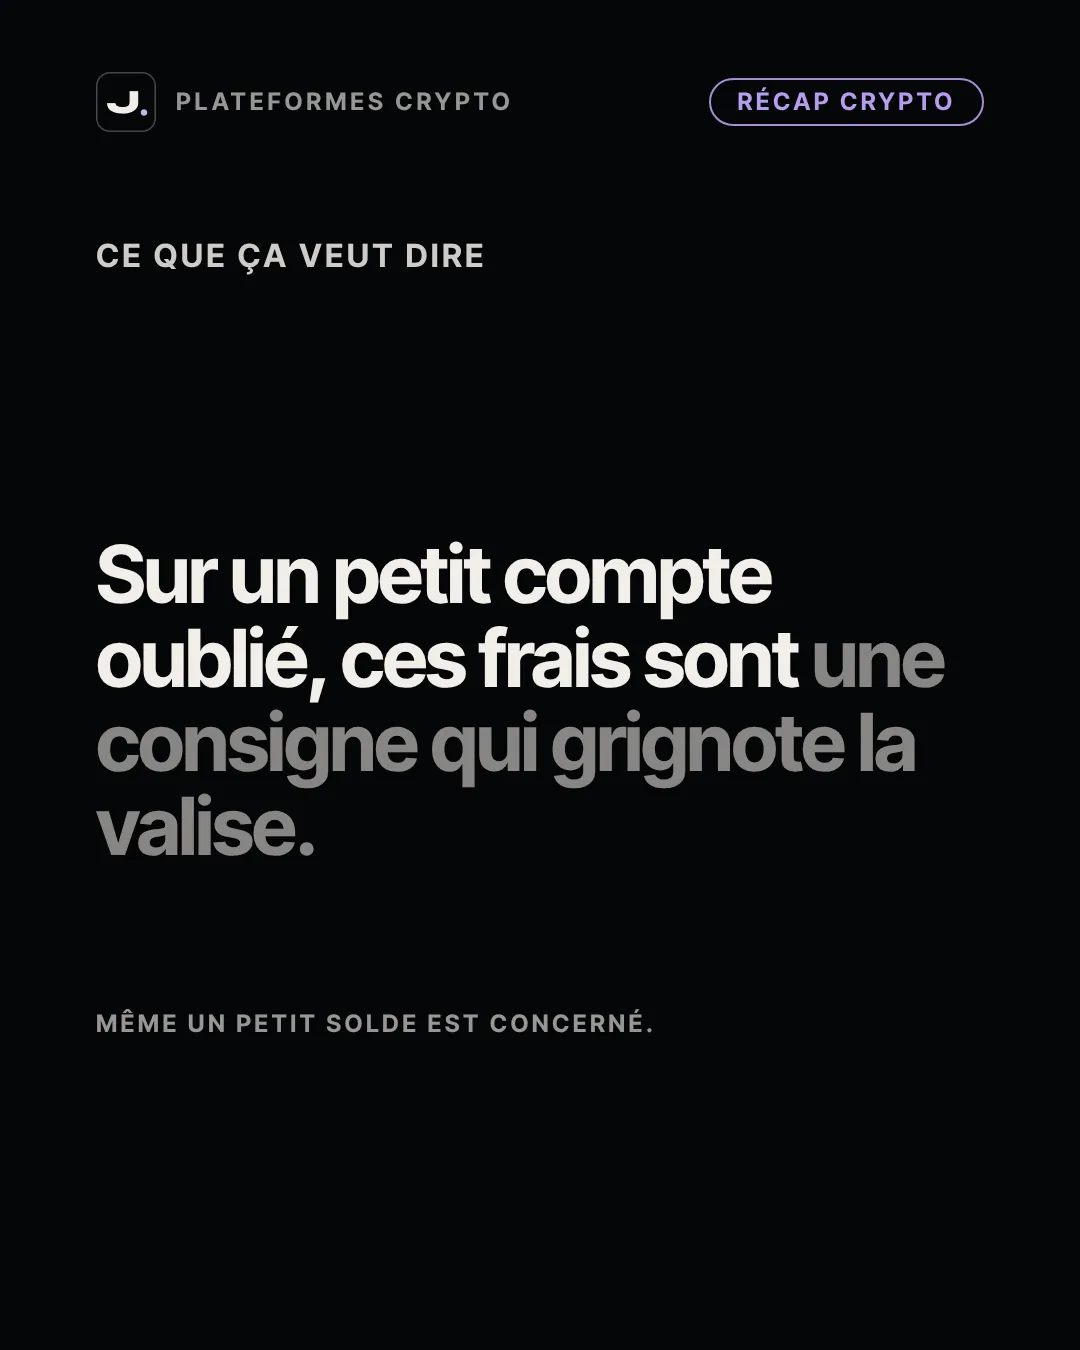 J. PLATEFORMES CRYPTO
RÉCAP CRYPTO
CE QUE ÇA VEUT DIRE
Sur un petit compte
oublié, ces frais sont une
consigne qui grignote la
valise.
MÊME UN PETIT SOLDE EST CONCERNÉ.